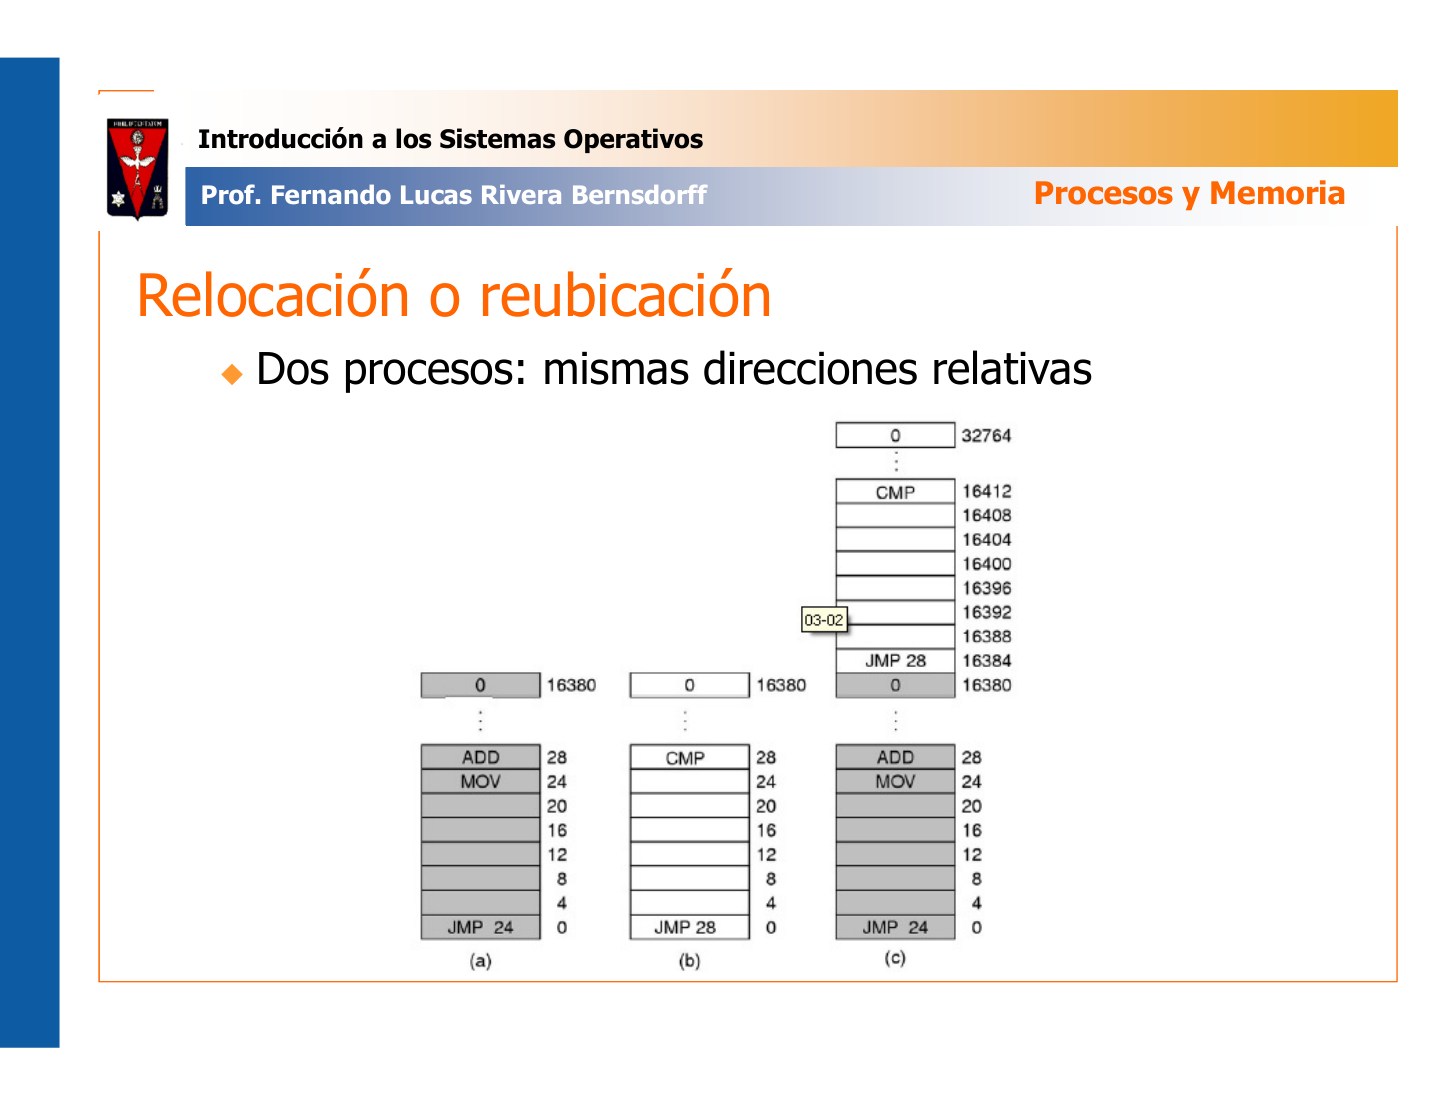 Introducción a los Sistemas Operativos
Prof. Fernando Lucas Rivera Bernsdorff
Procesos y Memoria
Relocación o reubicación
Dos procesos: mismas direcciones relativas
0 16380
ADD 28
MOV 24
20
16
12
8
4
JMP 24 0
(a)
0 16380
CMP 28
24
20
16
12
8
4
JMP 28 0
(b)
0 32764
CMP 16412
16408
16404
16400
16396
03-02
16392
16388
JMP 28 16384
0 16380
ADD 28
MOV 24
20
16
12
8
4
JMP 24 0
(c)